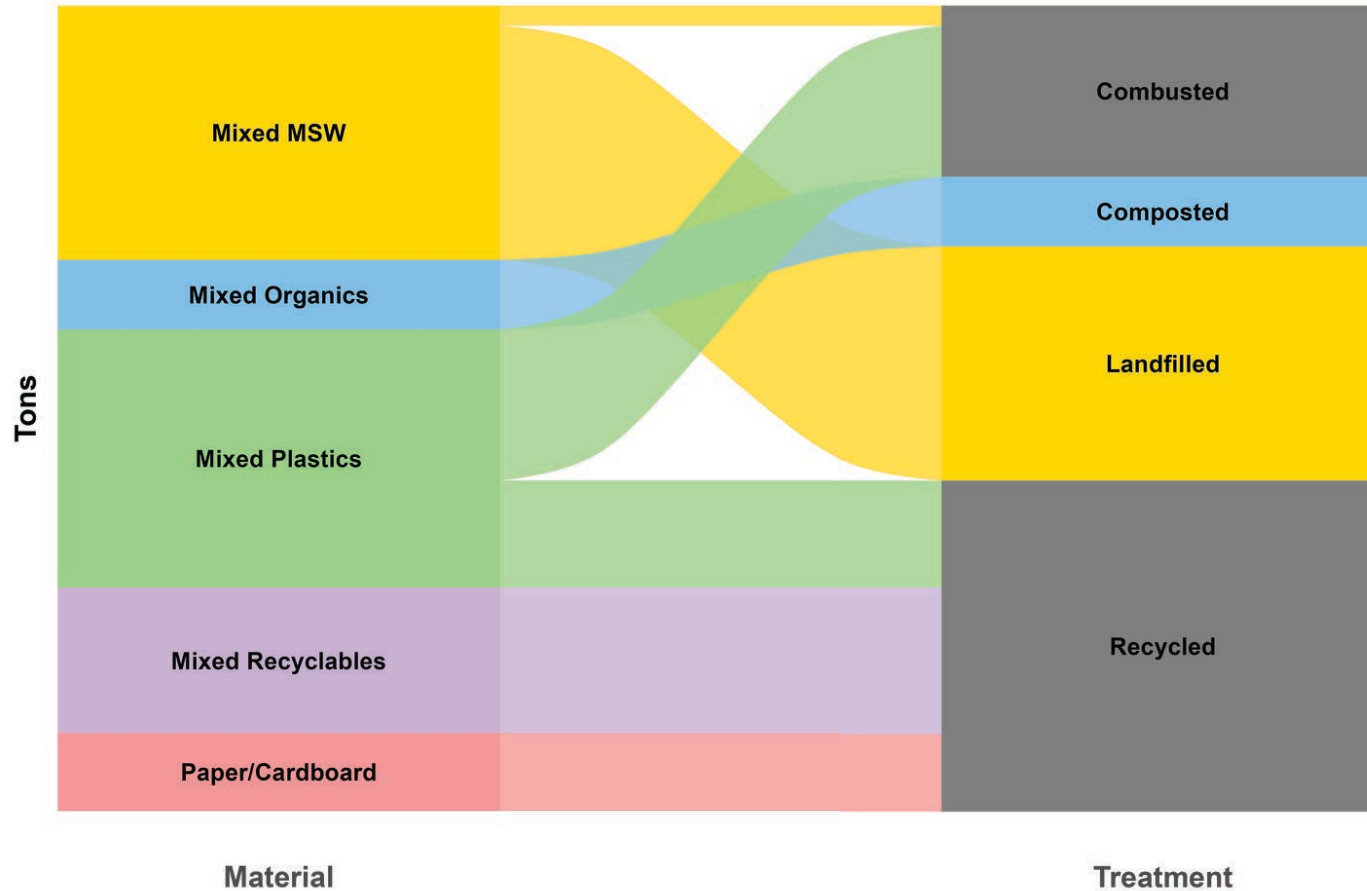 Tons
Mixed MSW
Mixed Organics
Mixed Plastics
Mixed Recyclables
Paper/Cardboard
Combusted
Composted
Landfilled
Recycled
Material
Treatment